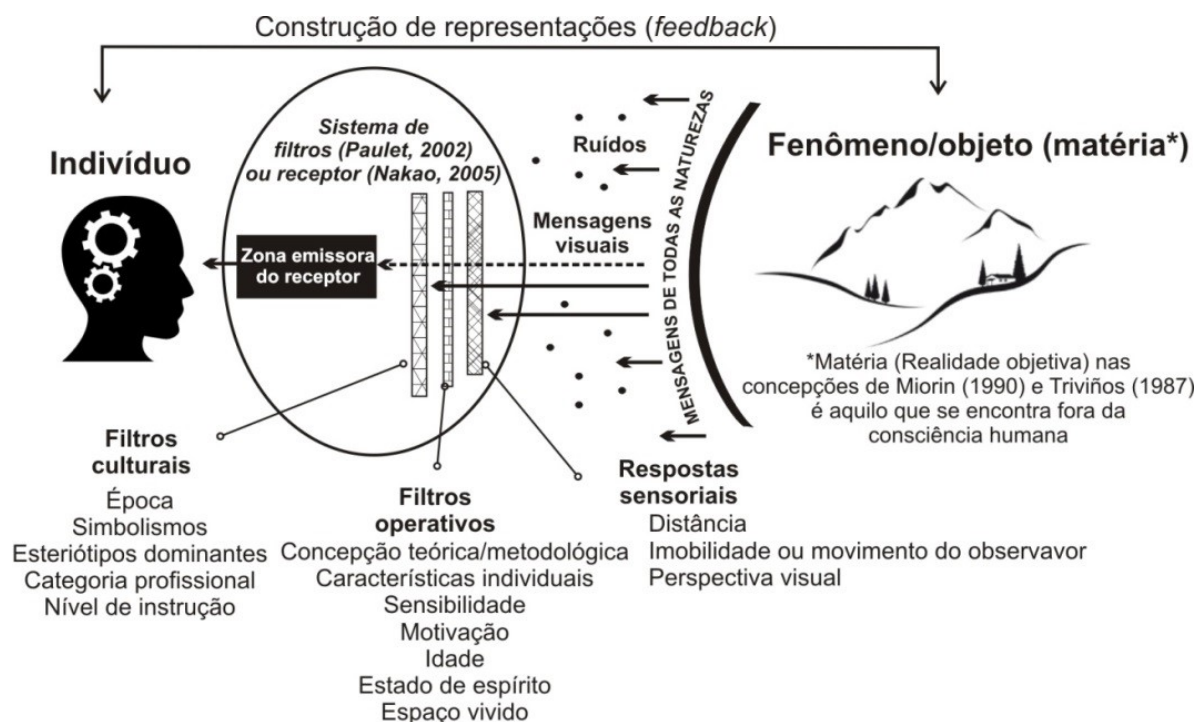 Construção de representações (feedback)
Indivíduo
Sistema de
filtros (Paulet, 2002)
ou receptor (Nakao, 2005)
Zona emissora
do receptor
Ruídos
Mensagens
visuais
MENSAGENS DE TODAS AS NATUREZAS
Fenômeno/objeto (matéria*)
*Matéria (Realidade objetiva) nas
concepções de Miorin (1990) e Triviños (1987)
é aquilo que se encontra fora da
consciência humana
Filtros
culturais
Época
Simbolismos
Esteriótipos dominantes
Categoria profissional
Nível de instrução
Filtros
operativos
Concepção teórica/metodológica
Características individuais
Sensibilidade
Motivação
Idade
Estado de espírito
Espaço vivido
Respostas
sensoriais
Distância
Imobilidade ou movimento do observavor
Perspectiva visual